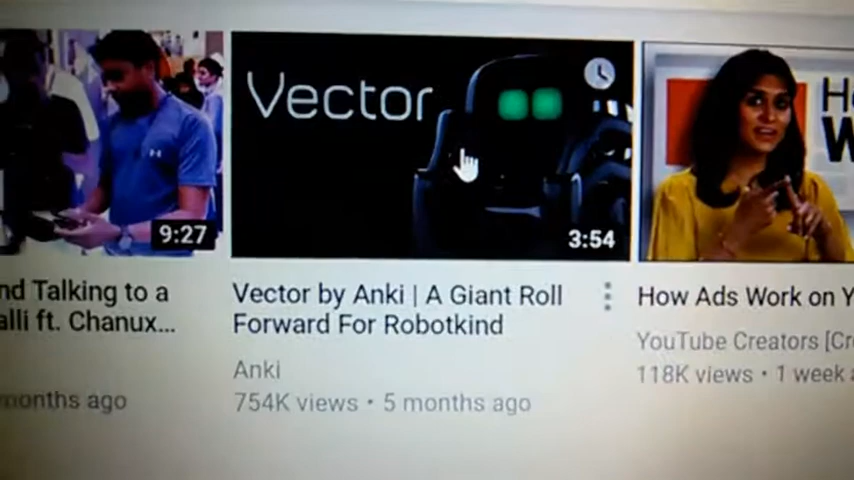 Vector
H
W
9:27
3:54
nd Talking to a
alli ft. Chanux...
months ago
Vector by Anki | A Giant Roll
Forward For Robotkind
Anki
754K views • 5 months ago
How Ads Work on Y
YouTube Creators [Cr
118K views • 1 week